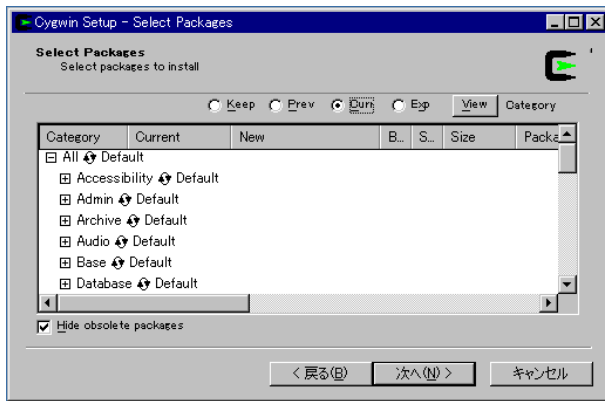 Cygwin Setup - Select Packages
Select Packages
Select packages to install
Keep Prev Curr Exp View Category
Category Current New B... S... Size Packa
All Default
Accessibility Default
Admin Default
Archive Default
Audio Default
Base Default
Database Default
Hide obsolete packages
< 戻る(B) 次へ(N) > キャンセル